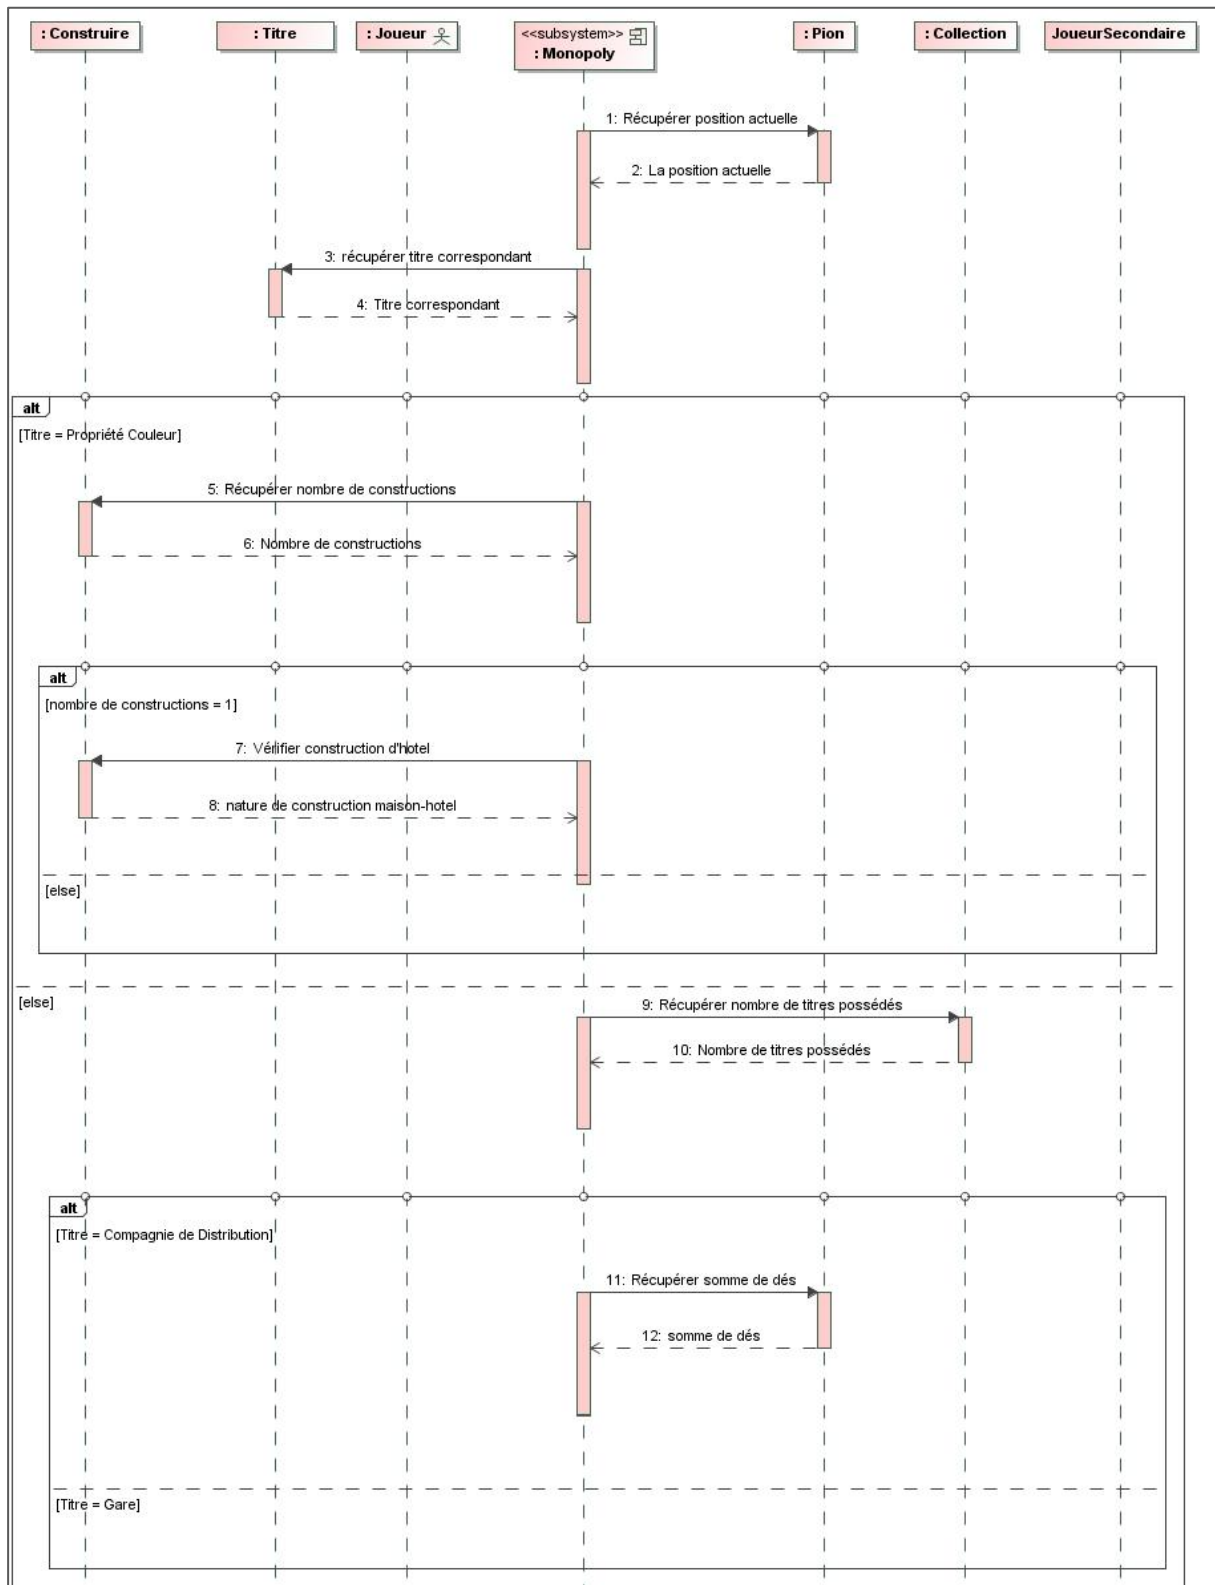 : Construire
: Titre
: Joueur
<<subsystem>>
: Monopoly
: Pion
: Collection
JoueurSecondaire
1: Récupérer position actuelle
2: La position actuelle
3: récupérer titre correspondant
4: Titre correspondant
alt
[Titre = Propriété Couleur]
5: Récupérer nombre de constructions
6: Nombre de constructions
alt
[nombre de constructions = 1]
7: Vérifier construction d'hotel
8: nature de construction maison-hotel
[else]
[else]
9: Récupérer nombre de titres possédés
10: Nombre de titres possédés
alt
[Titre = Compagnie de Distribution]
11: Récupérer somme de dés
12: somme de dés
[Titre = Gare]